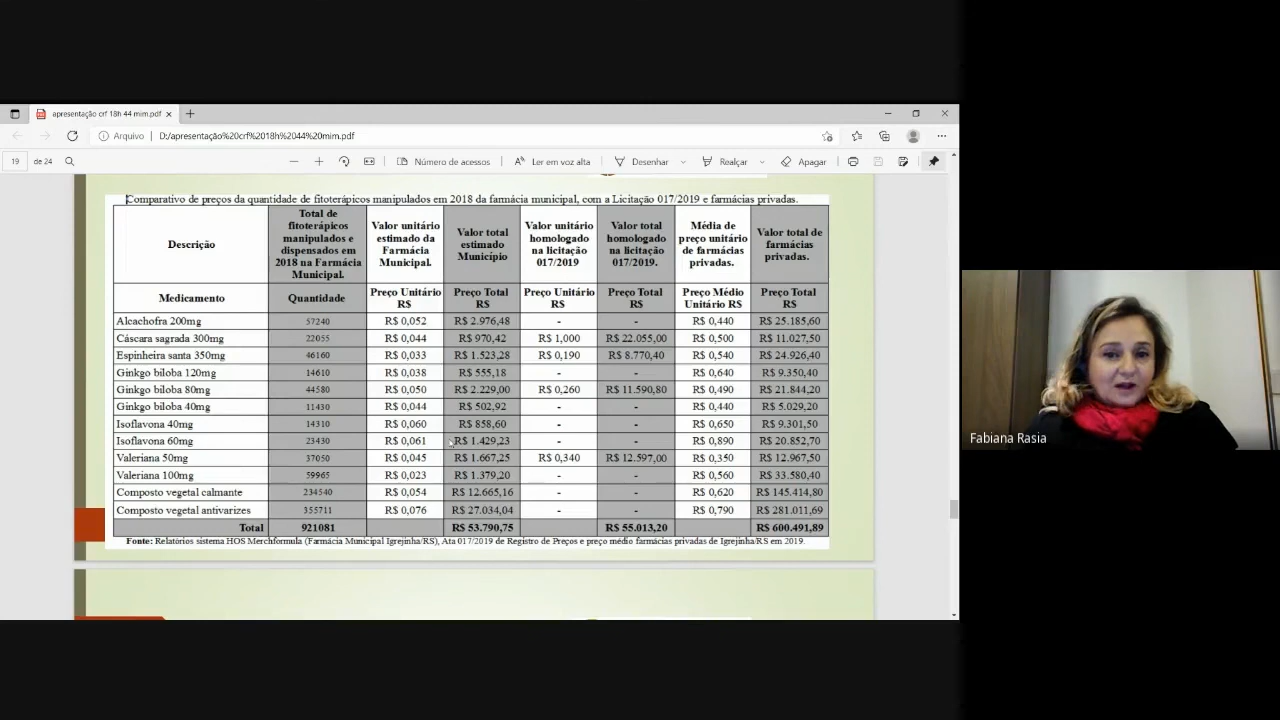 apresentação crf 18h 44 mim.pdf
Arquivo D:/apresentação%20crf%2018h%2044%20mim.pdf
19 de 24 Número de acessos Ler em voz alta Desenhar Realçar Apagar
Comparativo de preços da quantidade de fitoterápicos manipulados em 2018 da farmácia municipal, com a Licitação 017/2019 e farmácias privadas.
Descrição
Total de fitoterápicos manipulados e dispensados em 2018 na Farmácia Municipal.
Valor unitário estimado da Farmácia Municipal.
Valor total estimado Município
Valor unitário homologado na licitação 017/2019
Valor total homologado na licitação 017/2019.
Média de preço unitário de farmácias privadas.
Valor total de farmácias privadas.
Medicamento Quantidade Preço Unitário R$ Preço Total R$ Preço Unitário R$ Preço Total R$ Preço Médio Unitário R$ Preço Total R$
Alcachofra 200mg 57240 R$ 0,052 R$ 2.976,48 - - R$ 0,440 R$ 25.185,60
Cáscara sagrada 300mg 22055 R$ 0,044 R$ 970,42 R$ 1,000 R$ 22.055,00 R$ 0,500 R$ 11.027,50
Espinheira santa 350mg 46160 R$ 0,033 R$ 1.523,28 R$ 0,190 R$ 8.770,40 R$ 0,540 R$ 24.926,40
Ginkgo biloba 120mg 14610 R$ 0,038 R$ 555,18 - - R$ 0,640 R$ 9.350,40
Ginkgo biloba 80mg 44580 R$ 0,050 R$ 2.229,00 R$ 0,260 R$ 11.590,80 R$ 0,490 R$ 21.844,20
Ginkgo biloba 40mg 11430 R$ 0,044 R$ 502,92 - - R$ 0,440 R$ 5.029,20
Isoflavona 40mg 14310 R$ 0,060 R$ 858,60 - - R$ 0,650 R$ 9.301,50
Isoflavona 60mg 23430 R$ 0,061 R$ 1.429,23 - - R$ 0,890 R$ 20.852,70
Valeriana 50mg 37050 R$ 0,045 R$ 1.667,25 R$ 0,340 R$ 12.597,00 R$ 0,350 R$ 12.967,50
Valeriana 100mg 59965 R$ 0,023 R$ 1.379,20 - - R$ 0,560 R$ 33.580,40
Composto vegetal calmante 234540 R$ 0,054 R$ 12.665,16 - - R$ 0,620 R$ 145.414,80
Composto vegetal antivarizes 355711 R$ 0,076 R$ 27.034,04 - - R$ 0,790 R$ 281.011,69
Total 921081 R$ 53.790,75 R$ 55.013,20 R$ 600.491,89
Fonte: Relatórios sistema HOS Merchformula (Farmácia Municipal Igrejinha/RS), Ata 017/2019 de Registro de Preços e preço médio farmácias privadas de Igrejinha/RS em 2019.
Fabiana Rasia